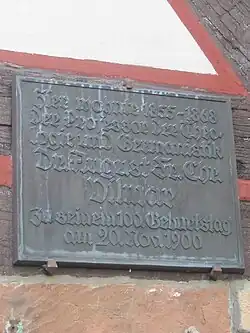 Hier wohnte 1855-1868
der Professor der Theo-
logie und Germanistik
Dr. August Fr. Chr.
Vilmar
Zu seinem 100. Geburtstag
am 20. Nov. 1900